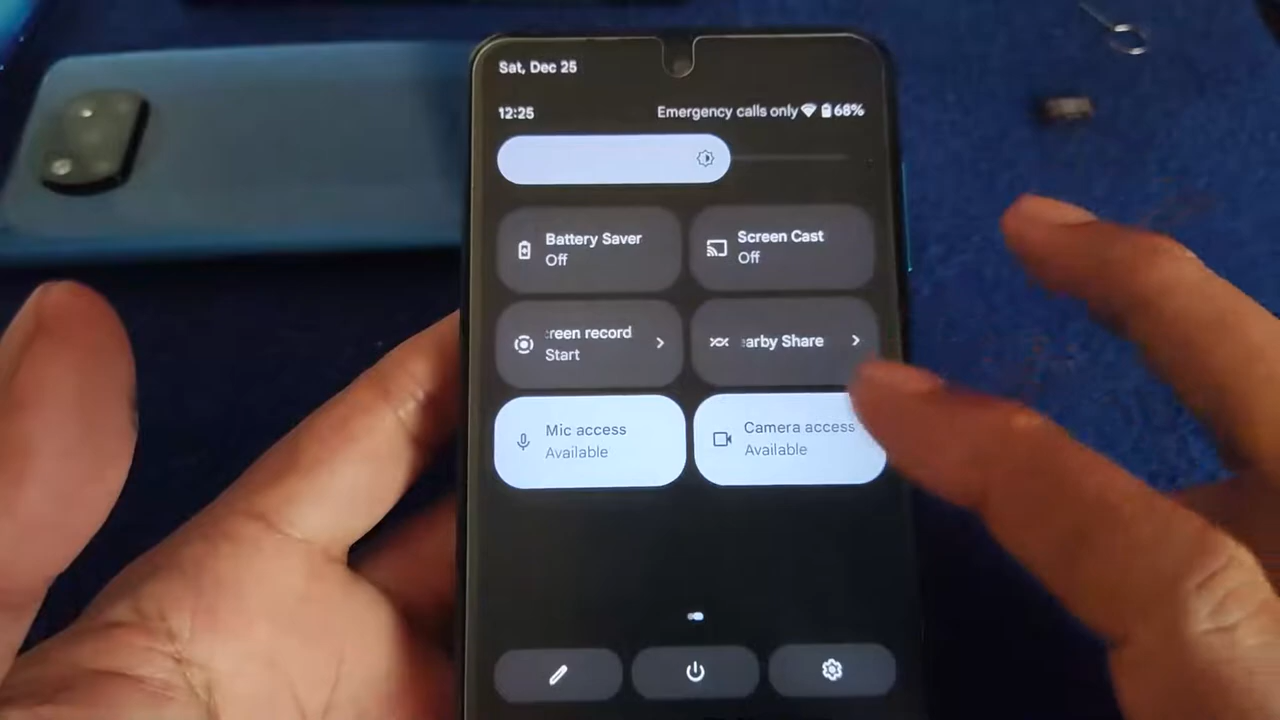 Sat, Dec 25
12:25
Emergency calls only
68%
Battery Saver
Off
Screen Cast
Off
reen record
Start
arby Share
Mic access
Available
Camera access
Available